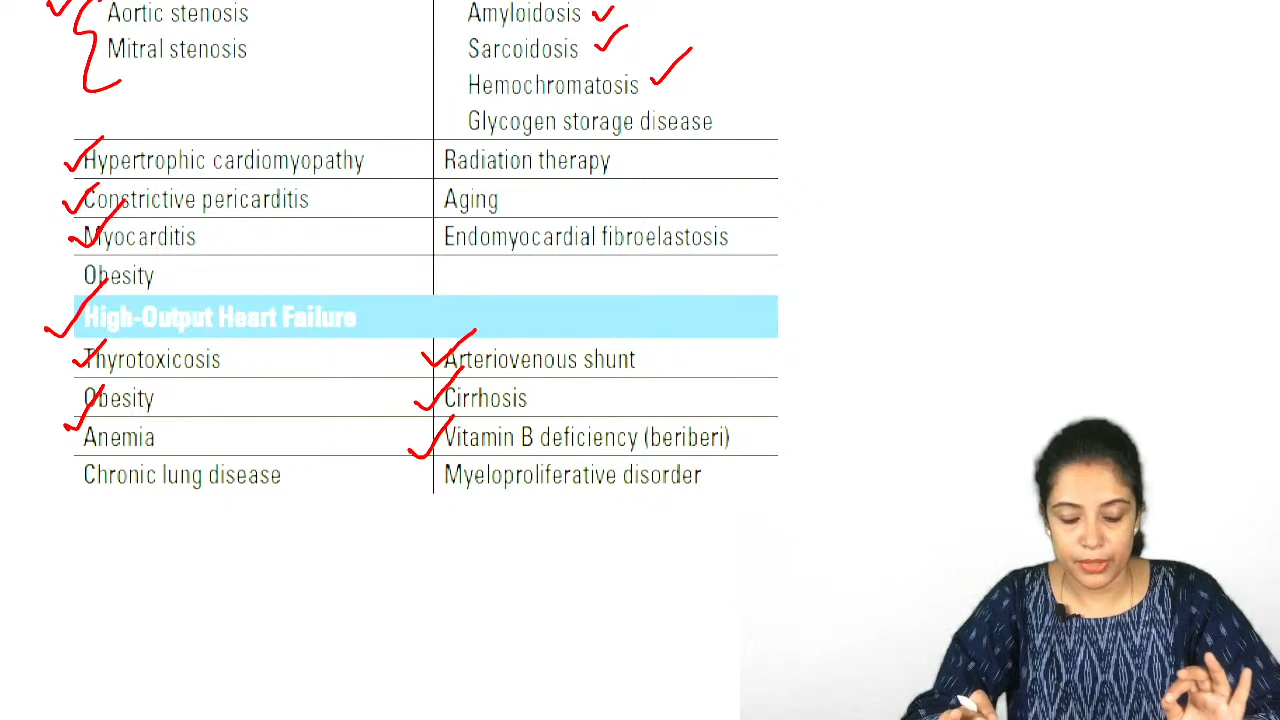 Aortic stenosis Amyloidosis
Mitral stenosis Sarcoidosis
Hemochromatosis
Glycogen storage disease
Hypertrophic cardiomyopathy Radiation therapy
Constrictive pericarditis Aging
Myocarditis Endomyocardial fibroelastosis
Obesity
High-Output Heart Failure
Thyrotoxicosis Arteriovenous shunt
Obesity Cirrhosis
Anemia Vitamin B deficiency (beriberi)
Chronic lung disease Myeloproliferative disorder